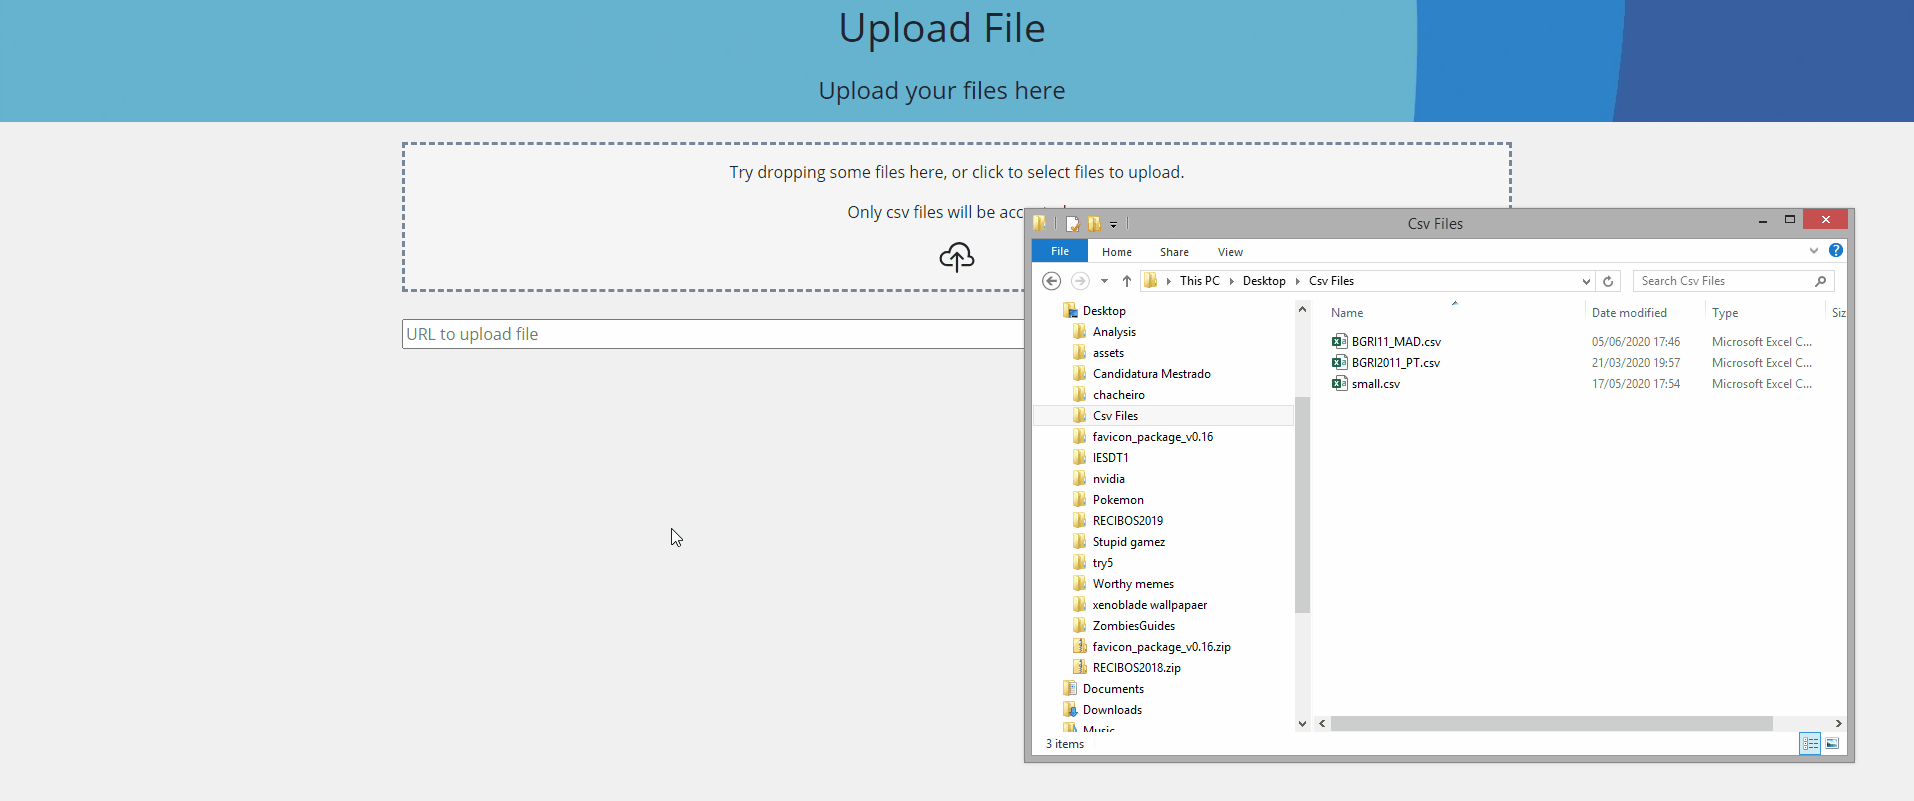 Upload File
Upload your files here
Try dropping some files here, or click to select files to upload.
Only csv files will be
URL to upload file
Csv Files
File Home Share View
This PC Desktop Csv Files
Search Csv Files
Desktop
Analysis
assets
Candidatura Mestrado
chacheiro
Csv Files
favicon_package_v0.16
IESDT1
nvidia
Pokemon
RECIBOS2019
Stupid gamez
try5
Worthy memes
xenoblade wallpapaer
ZombiesGuides
favicon_package_v0.16.zip
RECIBOS2018.zip
Documents
Downloads
Music
Name Date modified Type Siz
BGRI11_MAD.csv 05/06/2020 17:46 Microsoft Excel C...
BGRI2011_PT.csv 21/03/2020 19:57 Microsoft Excel C...
small.csv 17/05/2020 17:54 Microsoft Excel C...
3 items